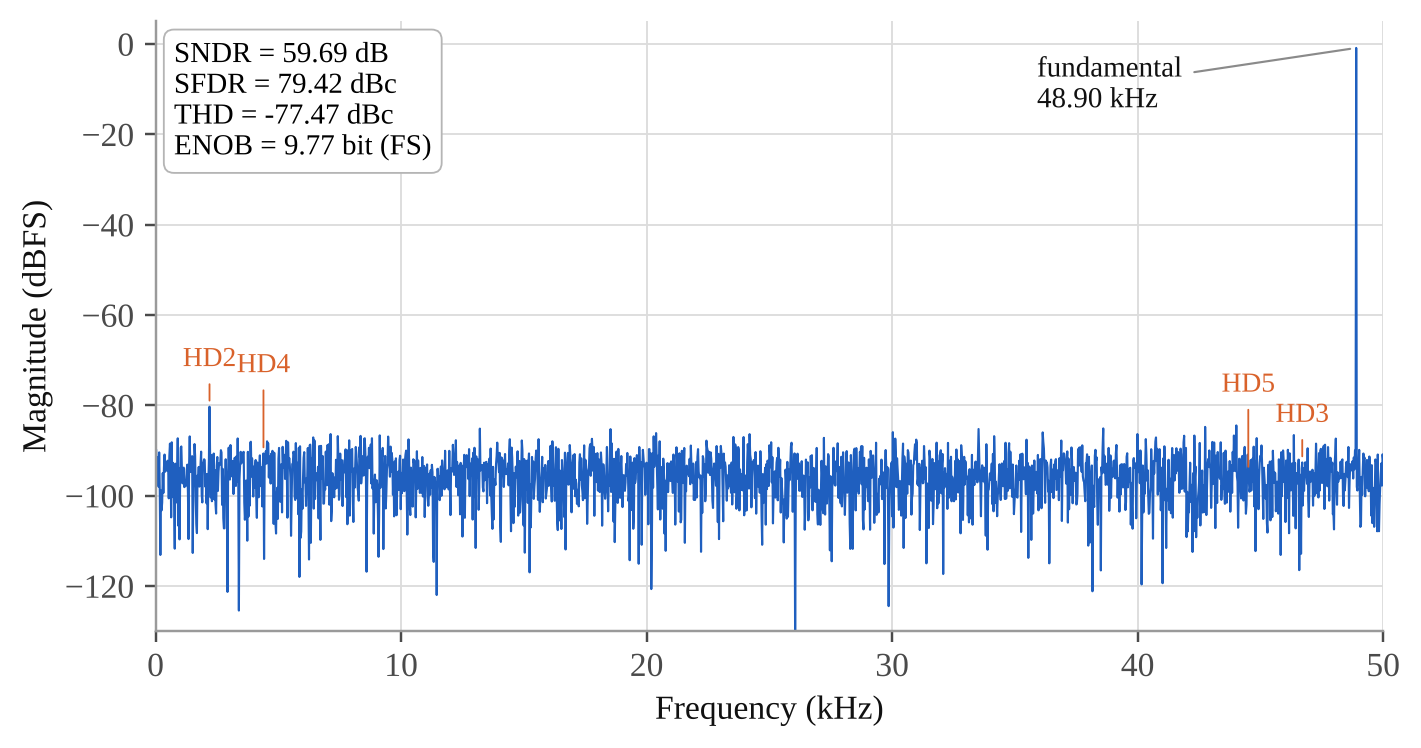 SNDR = 59.69 dB
SFDR = 79.42 dBc
THD = -77.47 dBc
ENOB = 9.77 bit (FS)
fundamental
48.90 kHz
HD2
HD4
HD5
HD3
0
−20
−40
−60
−80
−100
−120
Magnitude (dBFS)
0 10 20 30 40 50
Frequency (kHz)